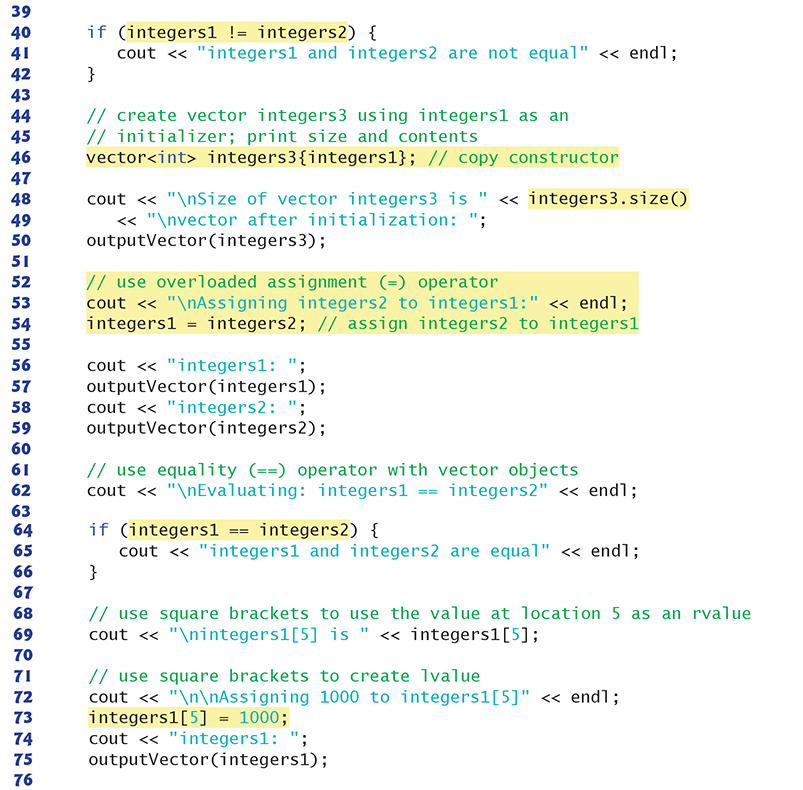 39
40 if (integers1 != integers2) {
41 cout << "integers1 and integers2 are not equal" << endl;
42 }
43
44 // create vector integers3 using integers1 as an
45 // initializer; print size and contents
46 vector<int> integers3{integers1}; // copy constructor
47
48 cout << "\nSize of vector integers3 is " << integers3.size()
49 << "\nvector after initialization: ";
50 outputVector(integers3);
51
52 // use overloaded assignment (=) operator
53 cout << "\nAssigning integers2 to integers1:" << endl;
54 integers1 = integers2; // assign integers2 to integers1
55
56 cout << "integers1: ";
57 outputVector(integers1);
58 cout << "integers2: ";
59 outputVector(integers2);
60
61 // use equality (==) operator with vector objects
62 cout << "\nEvaluating: integers1 == integers2" << endl;
63
64 if (integers1 == integers2) {
65 cout << "integers1 and integers2 are equal" << endl;
66 }
67
68 // use square brackets to use the value at location 5 as an rvalue
69 cout << "\nintegers1[5] is " << integers1[5];
70
71 // use square brackets to create lvalue
72 cout << "\n\nAssigning 1000 to integers1[5]" << endl;
73 integers1[5] = 1000;
74 cout << "integers1: ";
75 outputVector(integers1);
76